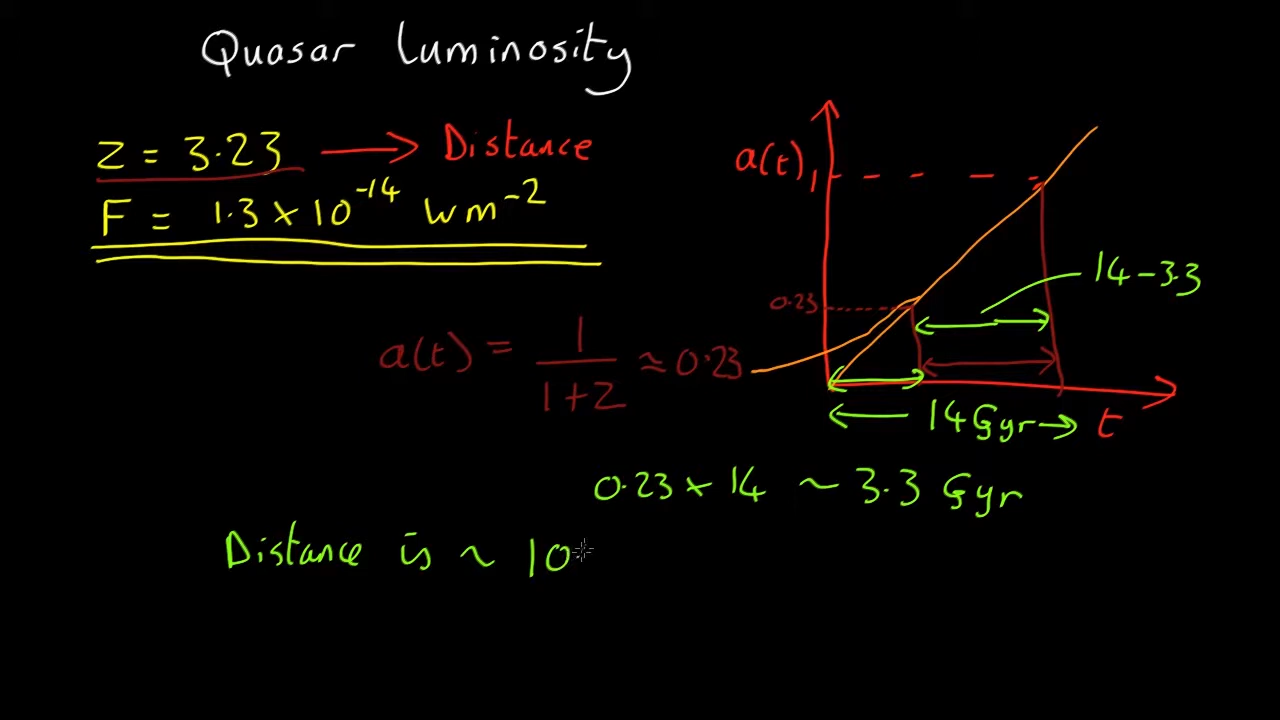 Quasar luminosity
z = 3.23 → Distance
F = 1.3 x 10⁻¹⁴ Wm⁻²
a(t)
1
0.23
14-3.3
a(t) = 1/(1+z) ≈ 0.23
14 Gyr
t
0.23 x 14 ~ 3.3 Gyr
Distance is ~ 10